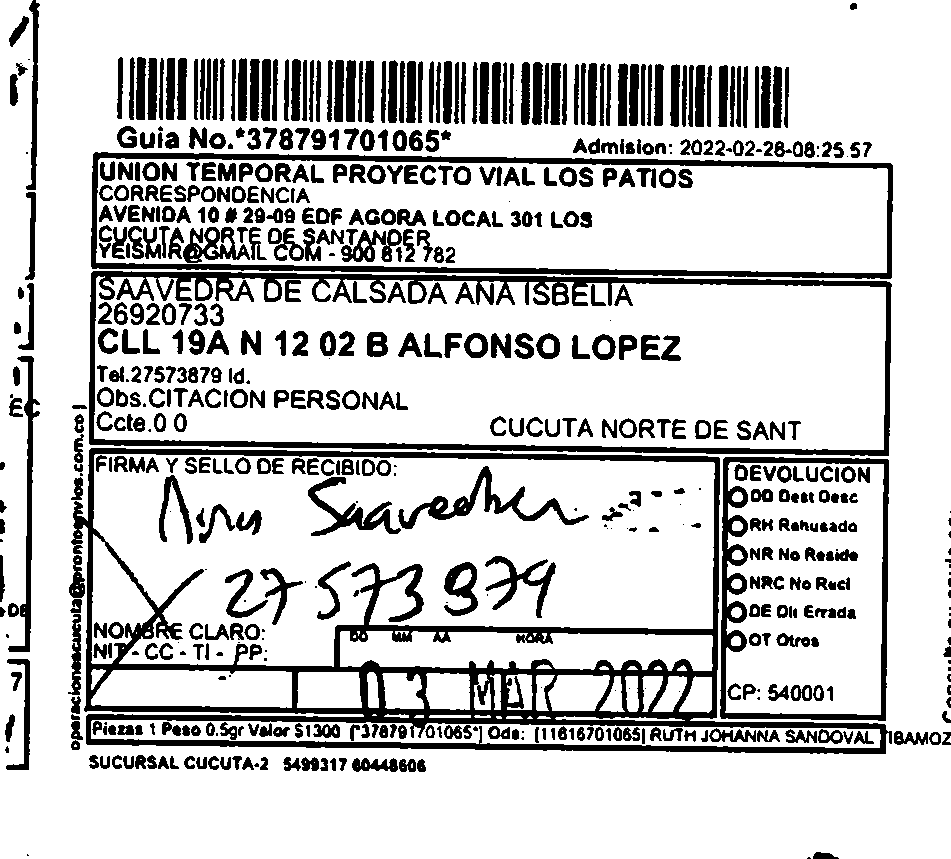 Guia No.*378791701065*
Admision: 2022-02-28-08:25 57
UNION TEMPORAL PROYECTO VIAL LOS PATIOS
CORRESPONDENCIA
AVENIDA 10 # 29-09 EDF AGORA LOCAL 301 LOS
CUCUTA NORTE DE SANTANDER
YEISMIR@GMAIL COM - 900 812 782
SAAVEDRA DE CALSADA ANA ISBELIA
26920733
CLL 19A N 12 02 B ALFONSO LOPEZ
Tel.27573879 Id.
Obs.CITACION PERSONAL
Ccte.0 0
CUCUTA NORTE DE SANT
FIRMA Y SELLO DE RECIBIDO:
Saavedra
27573879
NOMBRE CLARO:
NIT - CC - TI - PP:
DD MM AA HORA
03 MAR 2022
DEVOLUCION
DD Dest Desc
RH Rehusado
NR No Reside
NRC No Recl
DE Dir Errada
OT Otros
CP: 540001
operacionescucuta@prontoenvios.com.co |
Piezas 1 Peso 0.5gr Valor $1300 [*378791701065*] Ods: [11616701065] RUTH JOHANNA SANDOVAL TIBAMOZ
SUCURSAL CUCUTA-2 5499317 60448606